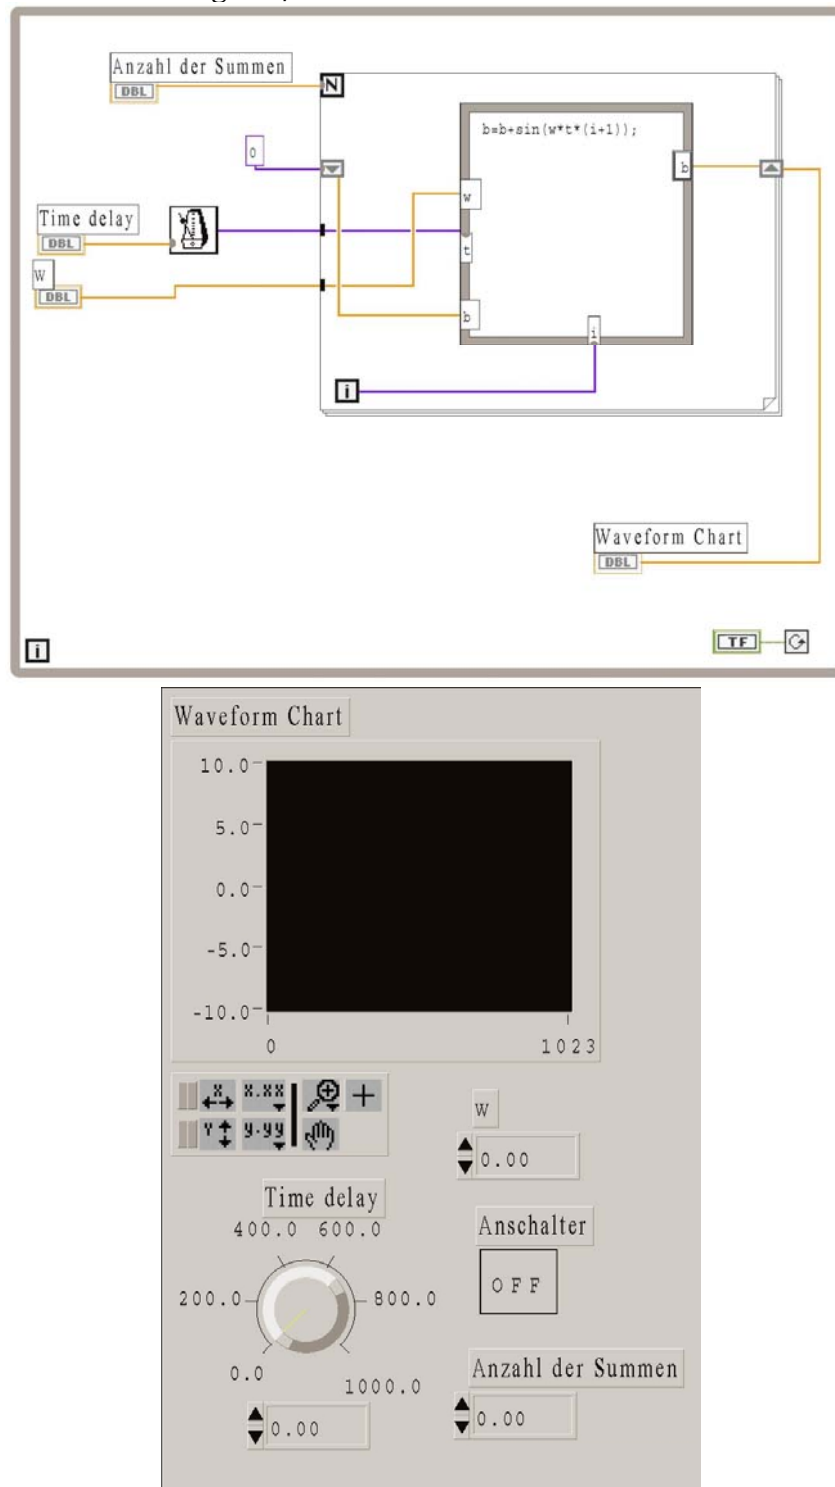 Anzahl der Summen
DBL
N
b=b+sin(w*t*(i+1));
0
b
w
Time delay
DBL
t
W
DBL
b
i
i
Waveform Chart
DBL
TF
i
Waveform Chart
10.0
5.0
0.0
-5.0
-10.0
0 1023
X X.XX
Y Y.YY
W
0.00
Time delay
400.0 600.0
Anschalter
200.0 800.0
OFF
0.0
1000.0
Anzahl der Summen
0.00
0.00